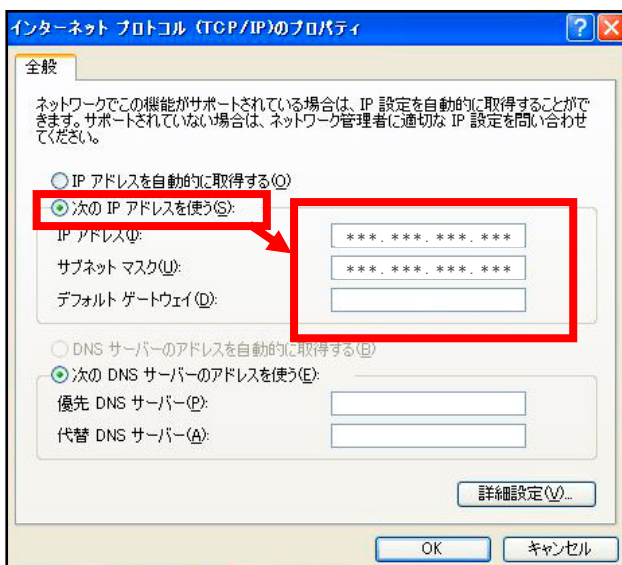 インターネット プロトコル (TCP/IP)のプロパティ
全般
ネットワークでこの機能がサポートされている場合は、IP 設定を自動的に取得することがで
きます。サポートされていない場合は、ネットワーク管理者に適切な IP 設定を問い合わせ
てください。
IP アドレスを自動的に取得する(O)
次の IP アドレスを使う(S):
IP アドレス(I): ***.***.***.***
サブネット マスク(U): ***.***.***.***
デフォルト ゲートウェイ(D):
DNS サーバーのアドレスを自動的に取得する(B)
次の DNS サーバーのアドレスを使う(E):
優先 DNS サーバー(P):
代替 DNS サーバー(A):
詳細設定(V)...
OK キャンセル